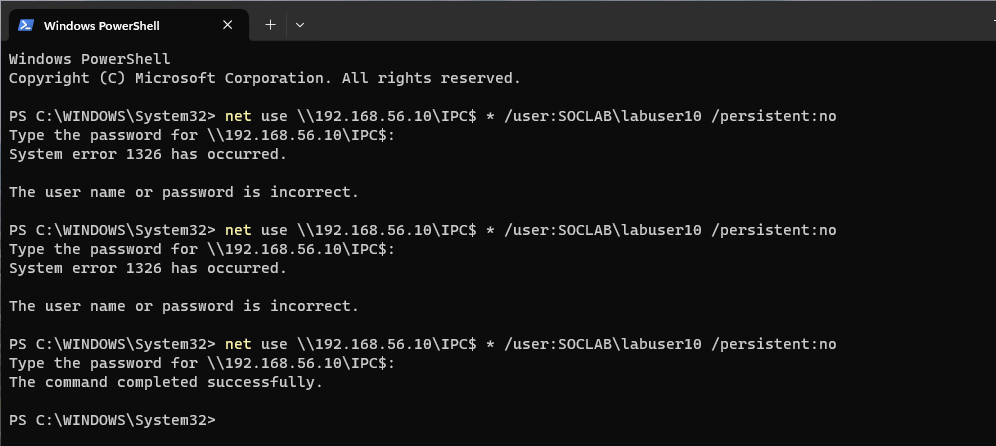 Windows PowerShell
Windows PowerShell
Copyright (C) Microsoft Corporation. All rights reserved.
PS C:\WINDOWS\System32> net use \\192.168.56.10\IPC$ * /user:SOCLAB\labuser10 /persistent:no
Type the password for \\192.168.56.10\IPC$:
System error 1326 has occurred.
The user name or password is incorrect.
PS C:\WINDOWS\System32> net use \\192.168.56.10\IPC$ * /user:SOCLAB\labuser10 /persistent:no
Type the password for \\192.168.56.10\IPC$:
System error 1326 has occurred.
The user name or password is incorrect.
PS C:\WINDOWS\System32> net use \\192.168.56.10\IPC$ * /user:SOCLAB\labuser10 /persistent:no
Type the password for \\192.168.56.10\IPC$:
The command completed successfully.
PS C:\WINDOWS\System32>